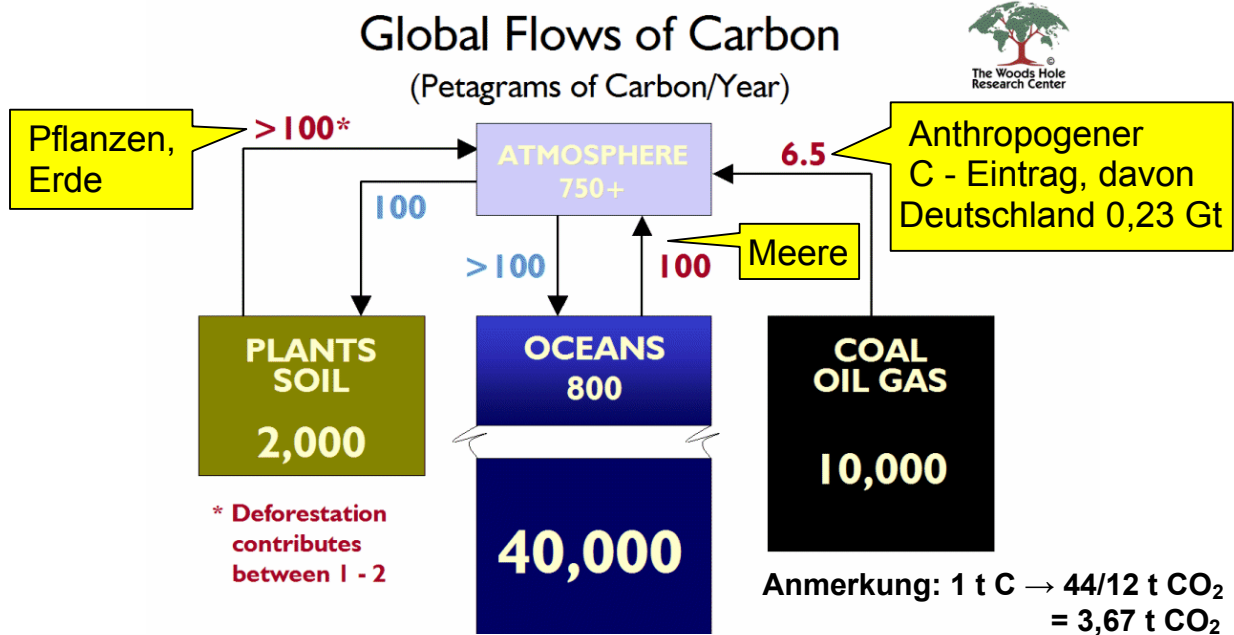 Global Flows of Carbon
(Petagrams of Carbon/Year)
©
The Woods Hole
Research Center
Pflanzen,
Erde
>100*
ATMOSPHERE
750+
6.5
Anthropogener
C - Eintrag, davon
Deutschland 0,23 Gt
100
>100
100
Meere
PLANTS
SOIL
2,000
OCEANS
800
COAL
OIL GAS
10,000
* Deforestation
contributes
between 1 - 2
40,000
Anmerkung: 1 t C → 44/12 t CO₂
= 3,67 t CO₂